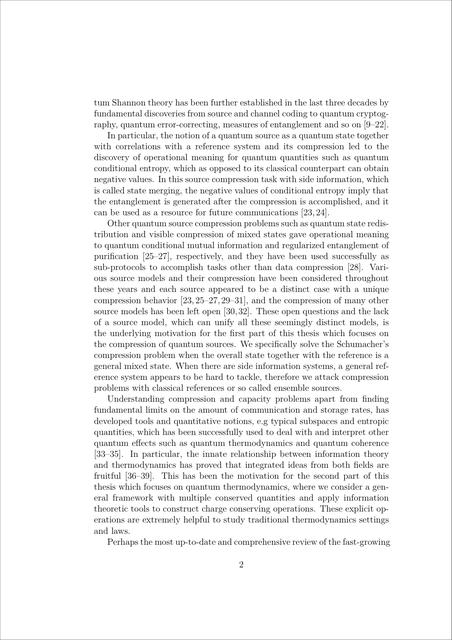 tum Shannon theory has been further established in the last three decades by
fundamental discoveries from source and channel coding to quantum cryptog-
raphy, quantum error-correcting, measures of entanglement and so on [9–22].
In particular, the notion of a quantum source as a quantum state together
with correlations with a reference system and its compression led to the
discovery of operational meaning for quantum quantities such as quantum
conditional entropy, which as opposed to its classical counterpart can obtain
negative values. In this source compression task with side information, which
is called state merging, the negative values of conditional entropy imply that
the entanglement is generated after the compression is accomplished, and it
can be used as a resource for future communications [23, 24].
Other quantum source compression problems such as quantum state redis-
tribution and visible compression of mixed states gave operational meaning
to quantum conditional mutual information and regularized entanglement of
purification [25–27], respectively, and they have been used successfully as
sub-protocols to accomplish tasks other than data compression [28]. Vari-
ous source models and their compression have been considered throughout
these years and each source appeared to be a distinct case with a unique
compression behavior [23, 25–27, 29–31], and the compression of many other
source models has been left open [30, 32]. These open questions and the lack
of a source model, which can unify all these seemingly distinct models, is
the underlying motivation for the first part of this thesis which focuses on
the compression of quantum sources. We specifically solve the Schumacher's
compression problem when the overall state together with the reference is a
general mixed state. When there are side information systems, a general ref-
erence system appears to be hard to tackle, therefore we attack compression
problems with classical references or so called ensemble sources.
Understanding compression and capacity problems apart from finding
fundamental limits on the amount of communication and storage rates, has
developed tools and quantitative notions, e.g typical subspaces and entropic
quantities, which has been successfully used to deal with and interpret other
quantum effects such as quantum thermodynamics and quantum coherence
[33–35]. In particular, the innate relationship between information theory
and thermodynamics has proved that integrated ideas from both fields are
fruitful [36–39]. This has been the motivation for the second part of this
thesis which focuses on quantum thermodynamics, where we consider a gen-
eral framework with multiple conserved quantities and apply information
theoretic tools to construct charge conserving operations. These explicit op-
erations are extremely helpful to study traditional thermodynamics settings
and laws.
Perhaps the most up-to-date and comprehensive review of the fast-growing
2